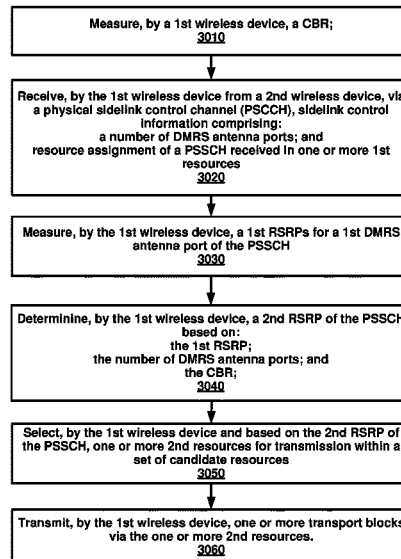 Measure, by a 1st wireless device, a CBR;
3010
Receive, by the 1st wireless device from a 2nd wireless device, via
a physical sidelink control channel (PSCCH), sidelink control
information comprising:
a number of DMRS antenna ports; and
resource assignment of a PSSCH received in one or more 1st
resources
3020
Measure, by the 1st wireless device, a 1st RSRPs for a 1st DMRS
antenna port of the PSSCH
3030
Determinine, by the 1st wireless device, a 2nd RSRP of the PSSCH
based on:
the 1st RSRP;
the number of DMRS antenna ports; and
the CBR;
3040
Select, by the 1st wireless device and based on the 2nd RSRP of
the PSSCH, one or more 2nd resources for transmission within a
set of candidate resources
3050
Transmit, by the 1st wireless device, one or more transport blocks
via the one or more 2nd resources.
3060